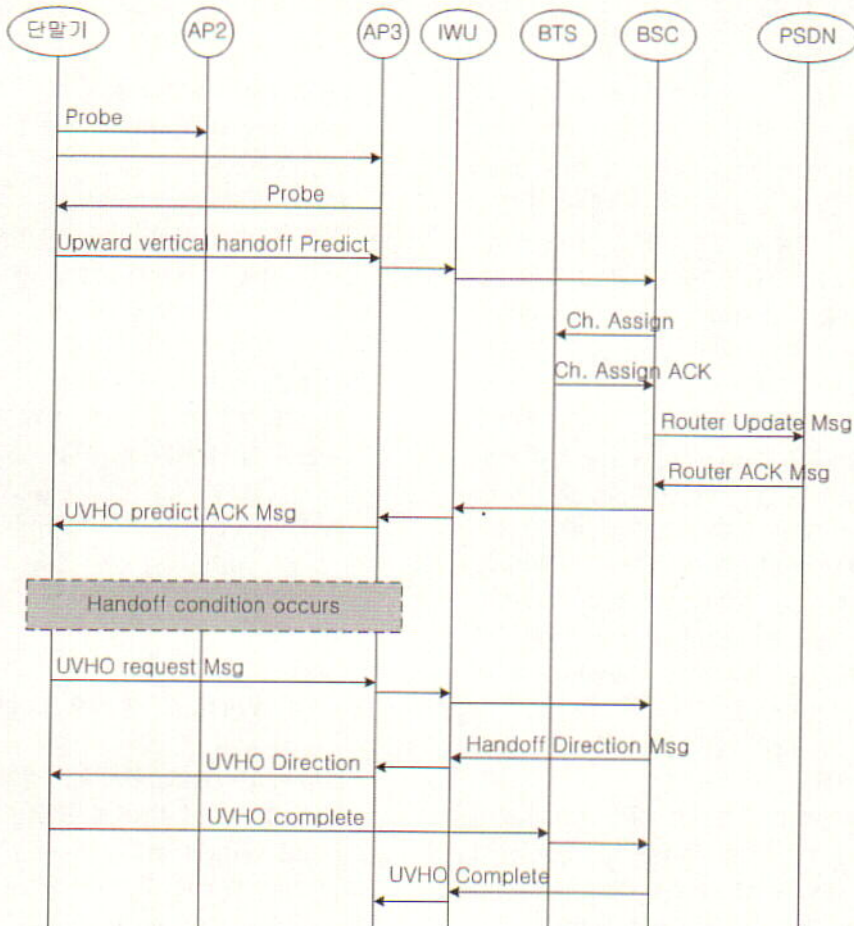 단말기 AP2 AP3 IWU BTS BSC PSDN
Probe
Probe
Upward vertical handoff Predict
Ch. Assign
Ch. Assign ACK
Router Update Msg
Router ACK Msg
UVHO predict ACK Msg
Handoff condition occurs
UVHO request Msg
Handoff Direction Msg
UVHO Direction
UVHO complete
UVHO Complete